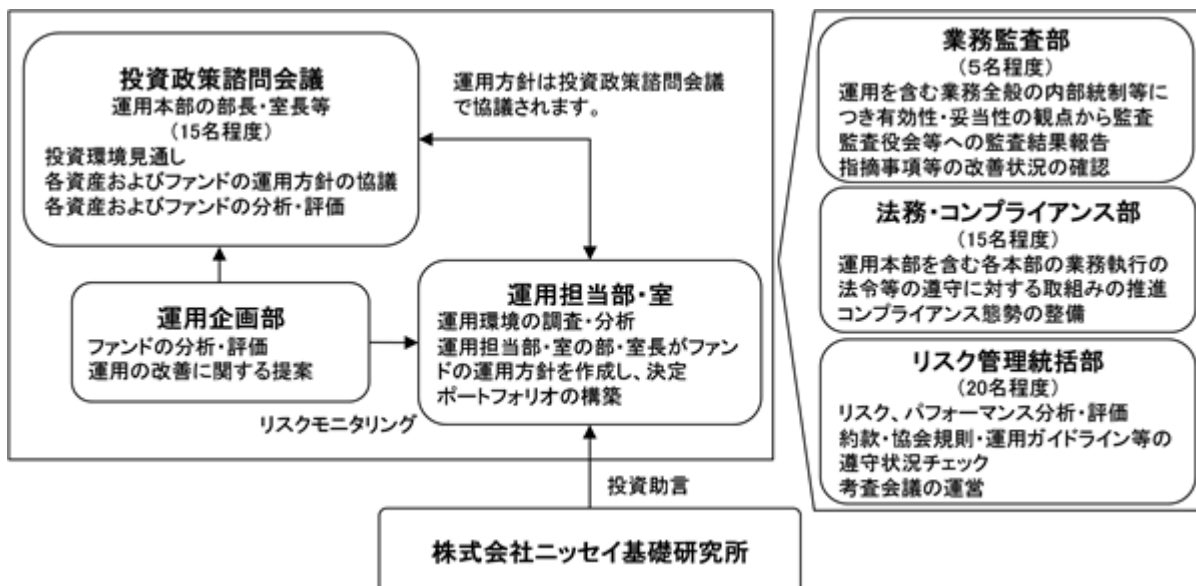 投資政策諮問会議
運用本部の部長・室長等
(15名程度)
投資環境見通し
各資産およびファンドの運用方針の協議
各資産およびファンドの分析・評価
運用方針は投資政策諮問会議
で協議されます。
運用企画部
ファンドの分析・評価
運用の改善に関する提案
リスクモニタリング
運用担当部・室
運用環境の調査・分析
運用担当部・室の部・室長がファン
ドの運用方針を作成し、決定
ポートフォリオの構築
投資助言
株式会社ニッセイ基礎研究所
業務監査部
(5名程度)
運用を含む業務全般の内部統制等に
つき有効性・妥当性の観点から監査
監査役会等への監査結果報告
指摘事項等の改善状況の確認
法務・コンプライアンス部
(15名程度)
運用本部を含む各本部の業務執行の
法令等の遵守に対する取組みの推進
コンプライアンス態勢の整備
リスク管理統括部
(20名程度)
リスク、パフォーマンス分析・評価
約款・協会規則・運用ガイドライン等の
遵守状況チェック
考査会議の運営